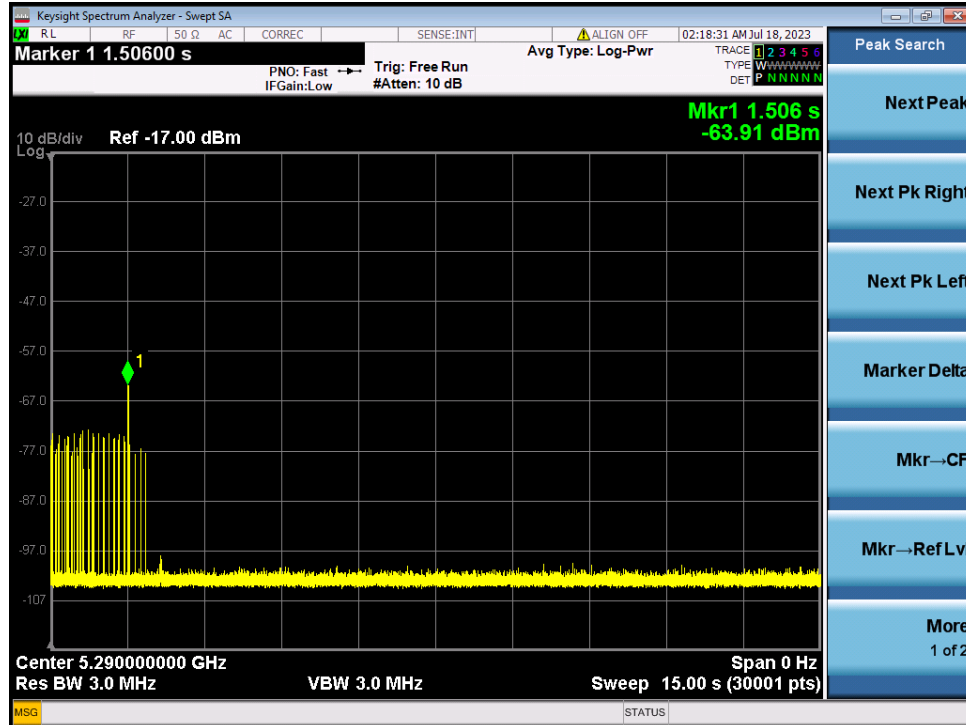 Keysight Spectrum Analyzer - Swept SA
LXI RL RF 50 Ω AC CORREC SENSE:INT ALIGN OFF 02:18:31 AM Jul 18, 2023
Marker 1 1.50600 s
PNO: Fast
IFGain:Low
Trig: Free Run
#Atten: 10 dB
Avg Type: Log-Pwr
TRACE 1 2 3 4 5 6
TYPE WWWWWW
DET P N N N N N
Peak Search
Next Peak
Next Pk Right
Next Pk Left
Marker Delta
Mkr→CF
Mkr→Ref Lv
More
1 of 2
Mkr1 1.506 s
-63.91 dBm
10 dB/div Ref -17.00 dBm
Log
-27.0
-37.0
-47.0
-57.0
1
-67.0
-77.0
-87.0
-97.0
-107
Center 5.290000000 GHz Span 0 Hz
Res BW 3.0 MHz VBW 3.0 MHz Sweep 15.00 s (30001 pts)
MSG STATUS